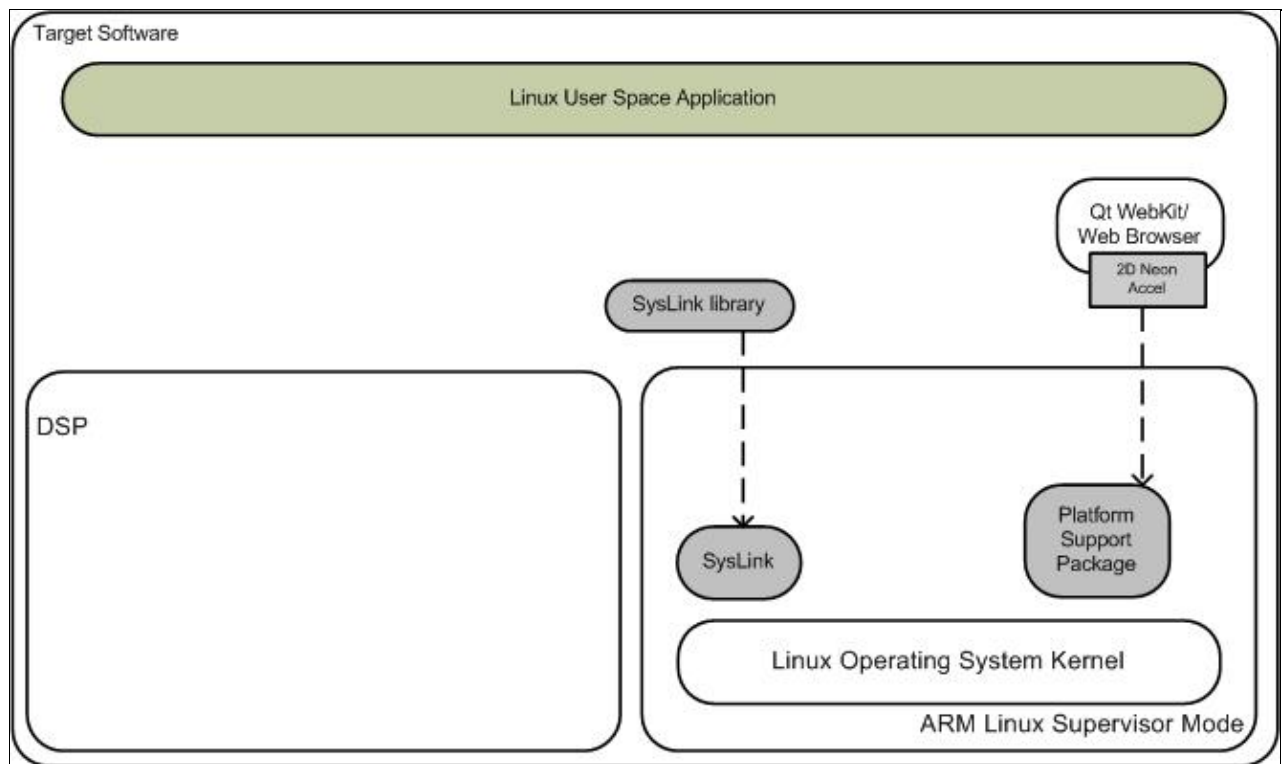 Target Software
Linux User Space Application
Qt WebKit/
Web Browser
2D Neon
Accel
SysLink library
DSP
Platform
Support
Package
SysLink
Linux Operating System Kernel
ARM Linux Supervisor Mode